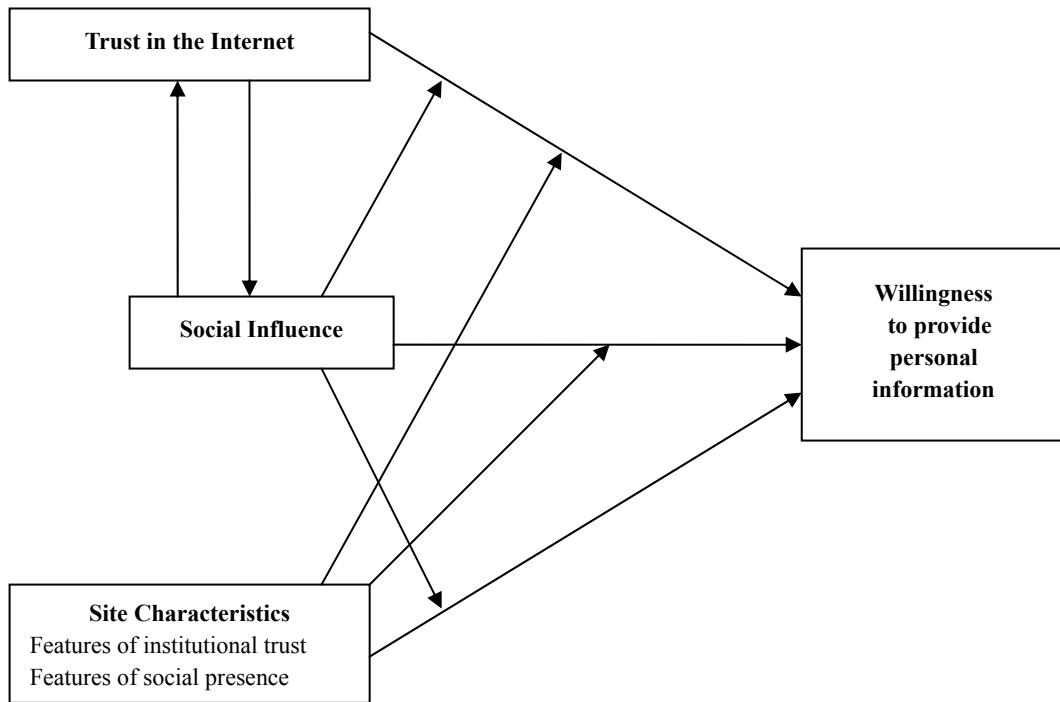 Trust in the Internet
Social Influence
Willingness
to provide
personal
information
Site Characteristics
Features of institutional trust
Features of social presence